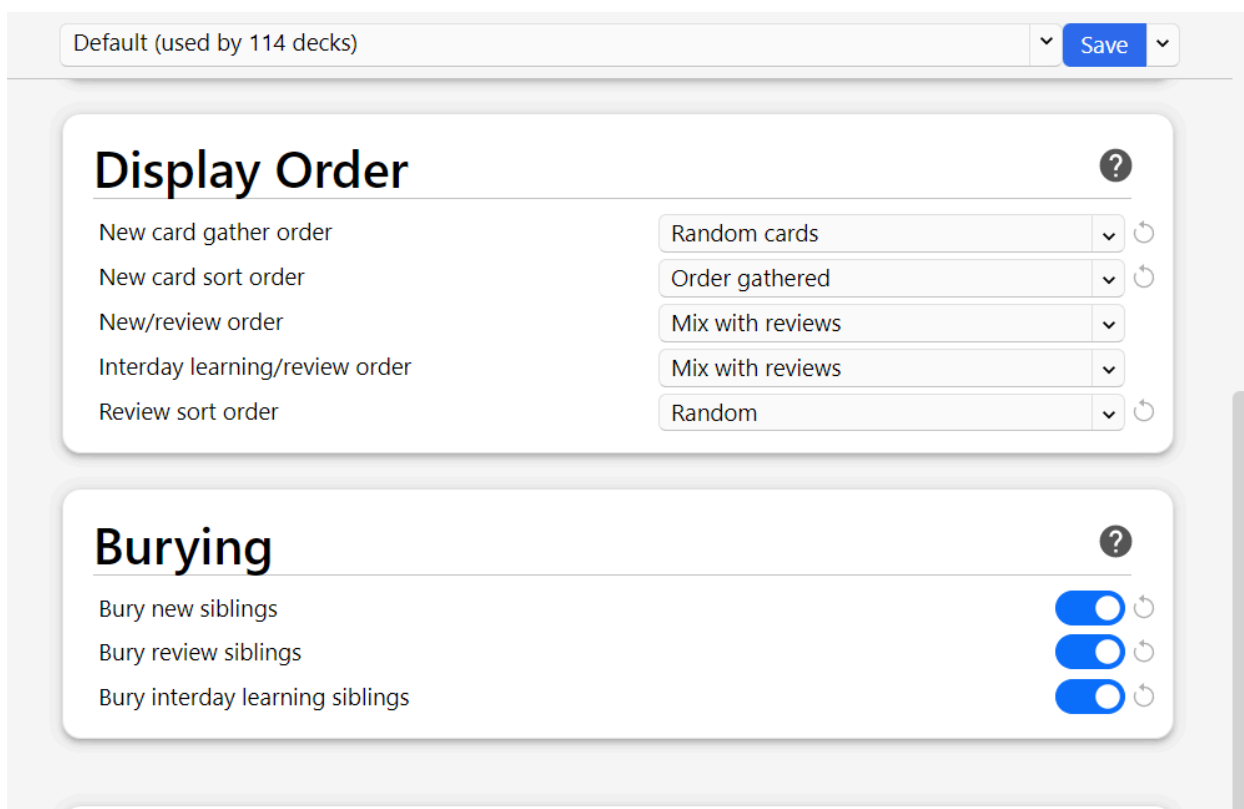 Default (used by 114 decks) Save
Display Order ?
New card gather order Random cards
New card sort order Order gathered
New/review order Mix with reviews
Interday learning/review order Mix with reviews
Review sort order Random
Burying ?
Bury new siblings
Bury review siblings
Bury interday learning siblings